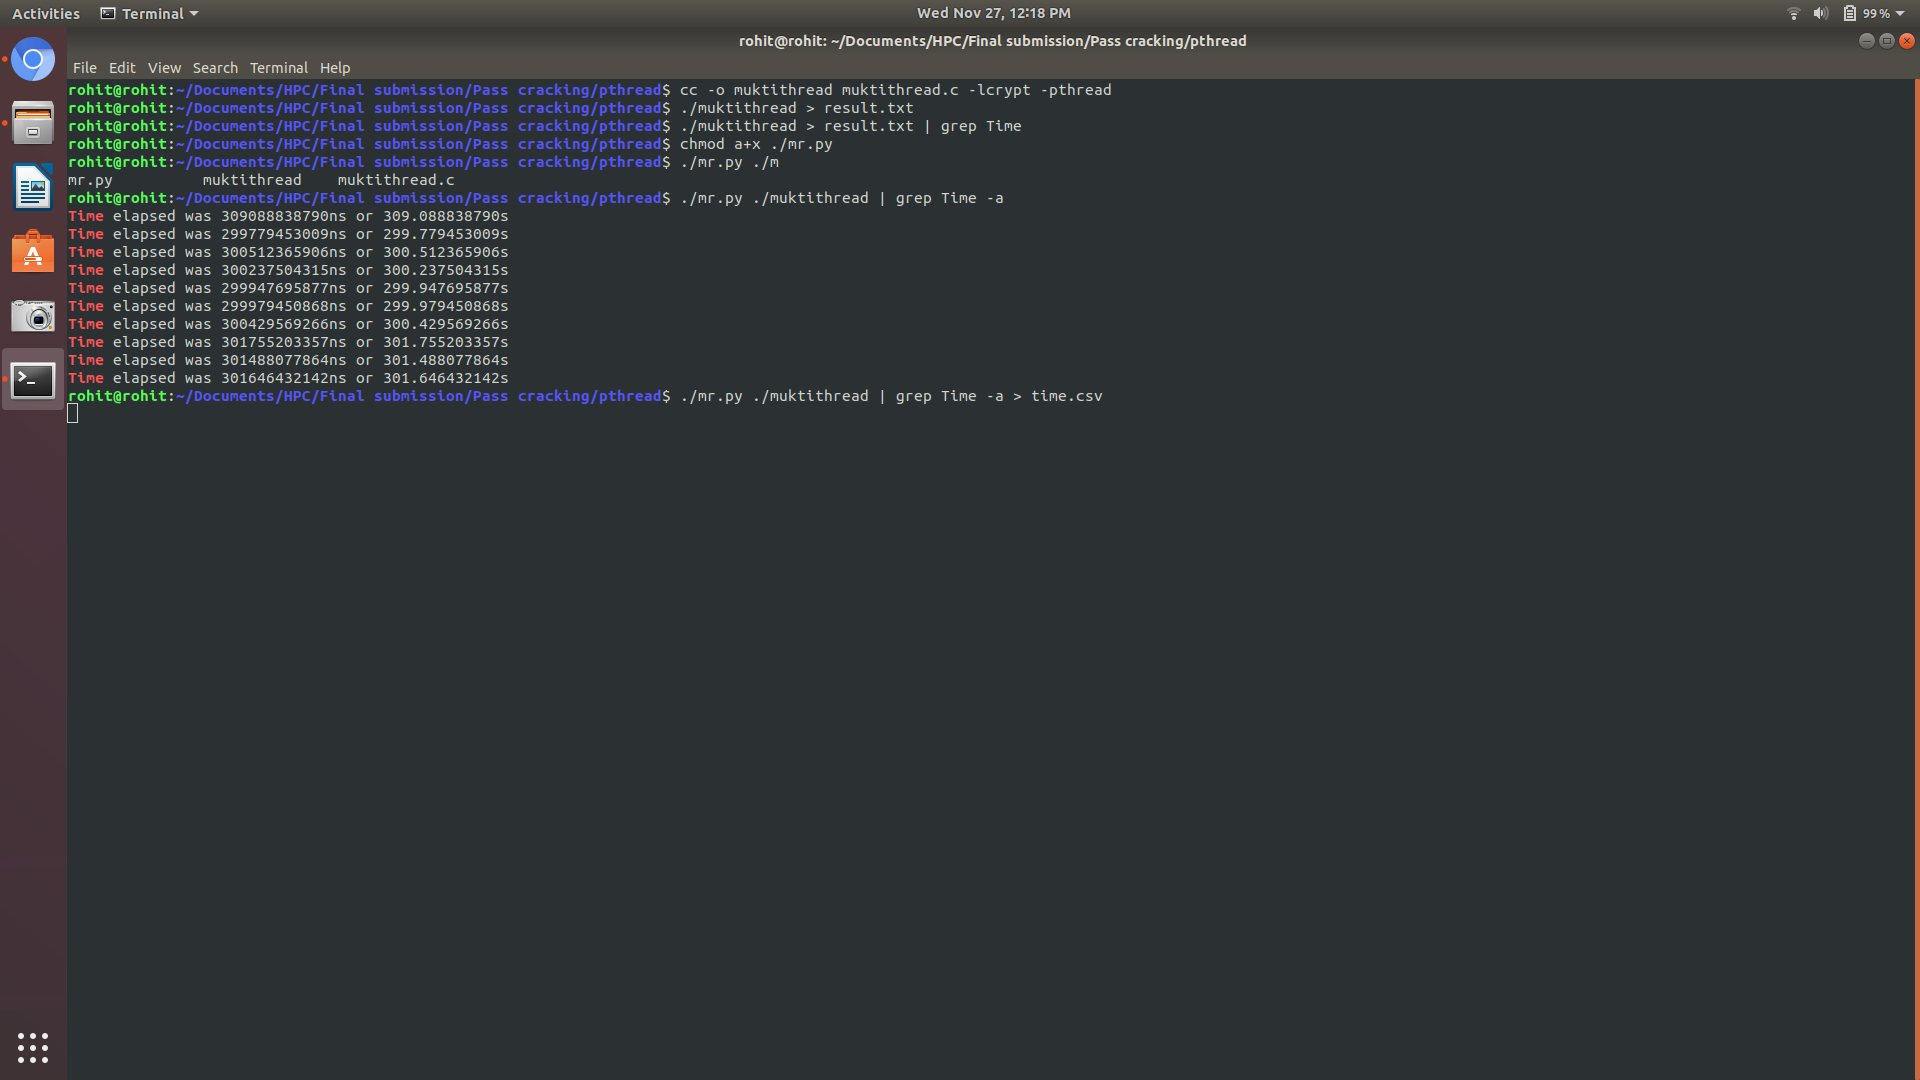 Activities Terminal Wed Nov 27, 12:18 PM 99%
rohit@rohit: ~/Documents/HPC/Final submission/Pass cracking/pthread
File Edit View Search Terminal Help
rohit@rohit:~/Documents/HPC/Final submission/Pass cracking/pthread$ cc -o muktithread muktithread.c -lcrypt -pthread
rohit@rohit:~/Documents/HPC/Final submission/Pass cracking/pthread$ ./muktithread > result.txt
rohit@rohit:~/Documents/HPC/Final submission/Pass cracking/pthread$ ./muktithread > result.txt | grep Time
rohit@rohit:~/Documents/HPC/Final submission/Pass cracking/pthread$ chmod a+x ./mr.py
rohit@rohit:~/Documents/HPC/Final submission/Pass cracking/pthread$ ./mr.py ./m
mr.py muktithread muktithread.c
rohit@rohit:~/Documents/HPC/Final submission/Pass cracking/pthread$ ./mr.py ./muktithread | grep Time -a
Time elapsed was 309088838790ns or 309.088838790s
Time elapsed was 299779453009ns or 299.779453009s
Time elapsed was 300512365906ns or 300.512365906s
Time elapsed was 300237504315ns or 300.237504315s
Time elapsed was 299947695877ns or 299.947695877s
Time elapsed was 299979450868ns or 299.979450868s
Time elapsed was 300429569266ns or 300.429569266s
Time elapsed was 301755203357ns or 301.755203357s
Time elapsed was 301488077864ns or 301.488077864s
Time elapsed was 301646432142ns or 301.646432142s
rohit@rohit:~/Documents/HPC/Final submission/Pass cracking/pthread$ ./mr.py ./muktithread | grep Time -a > time.csv